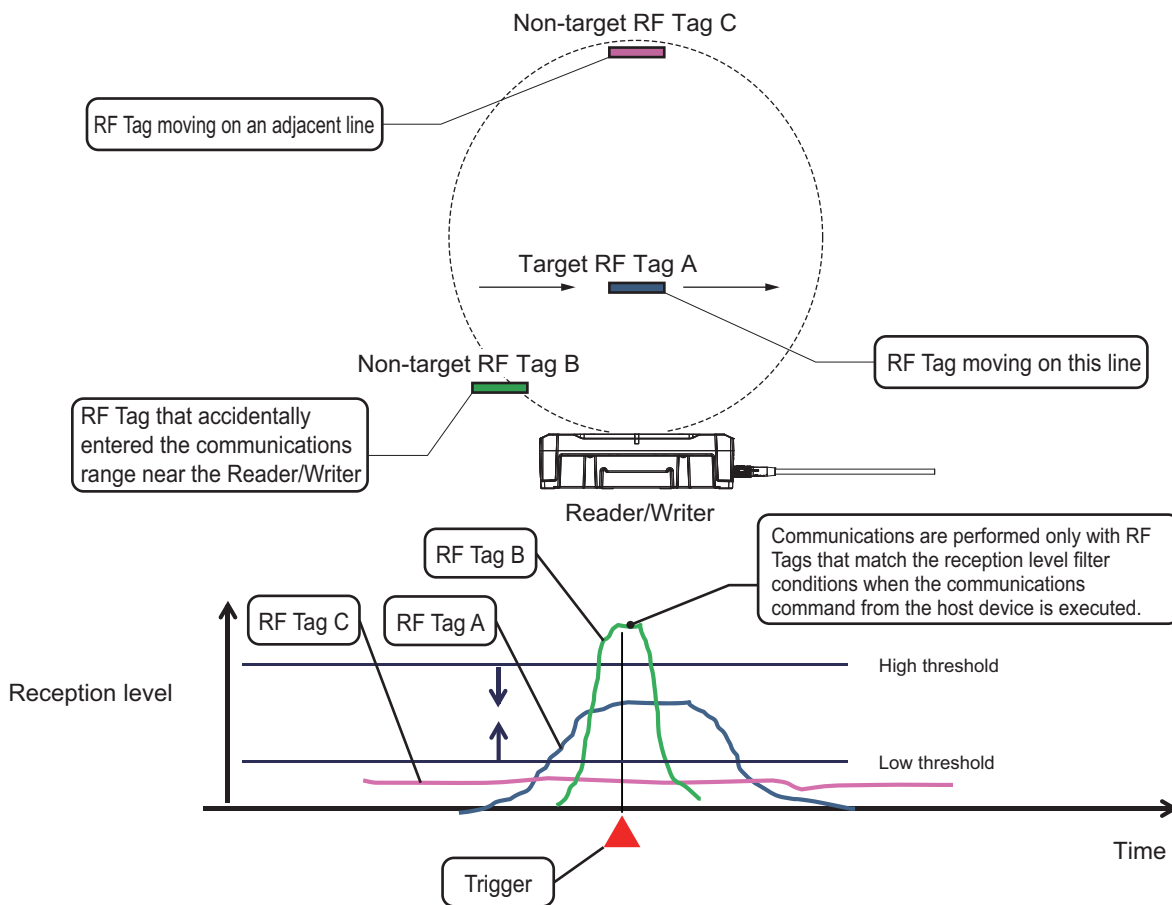 Non-target RF Tag C
RF Tag moving on an adjacent line
Target RF Tag A
Non-target RF Tag B
RF Tag moving on this line
RF Tag that accidentally
entered the communications
range near the Reader/Writer
Reader/Writer
Communications are performed only with RF
Tags that match the reception level filter
conditions when the communications
command from the host device is executed.
RF Tag B
RF Tag C
RF Tag A
High threshold
Reception level
Low threshold
Time
Trigger